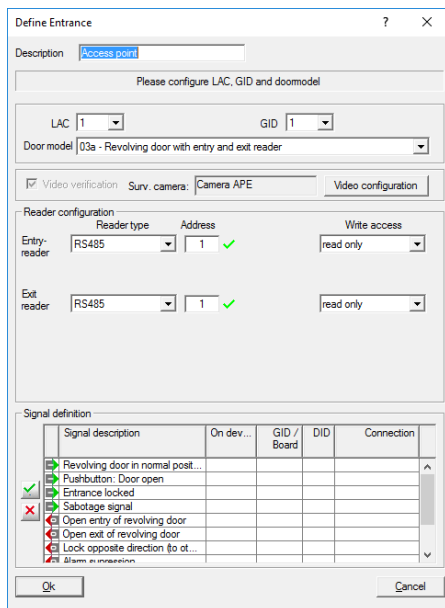 Define Entrance ? ×
Description Access point
Please configure LAC, GID and doormodel
LAC 1 GID 1
Door model 03a - Revolving door with entry and exit reader
Video verification Surv. camera: Camera APE Video configuration
Reader configuration
Reader type Address Write access
Entry-
reader RS485 1 read only
Exit
reader RS485 1 read only
Signal definition
Signal description On dev... GID /
Board DID Connection
Revolving door in normal posit...
Pushbutton: Door open
Entrance locked
Sabotage signal
Open entry of revolving door
Open exit of revolving door
Lock opposite direction (to ot...
Alarm supression
Ok Cancel